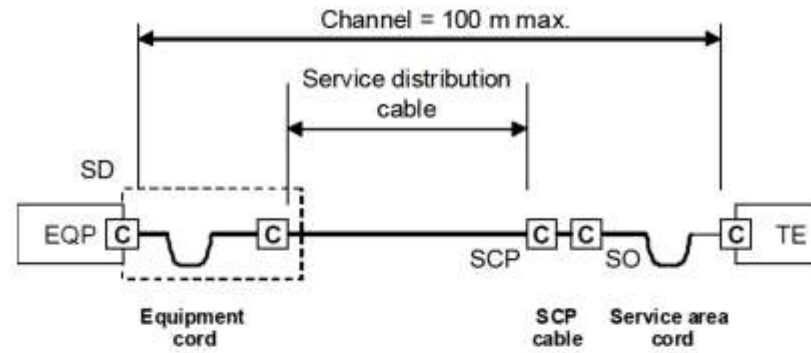 Channel = 100 m max.
Service distribution
cable
SD
EQP C C C C C TE
SCP SO
Equipment
cord
SCP
cable
Service area
cord